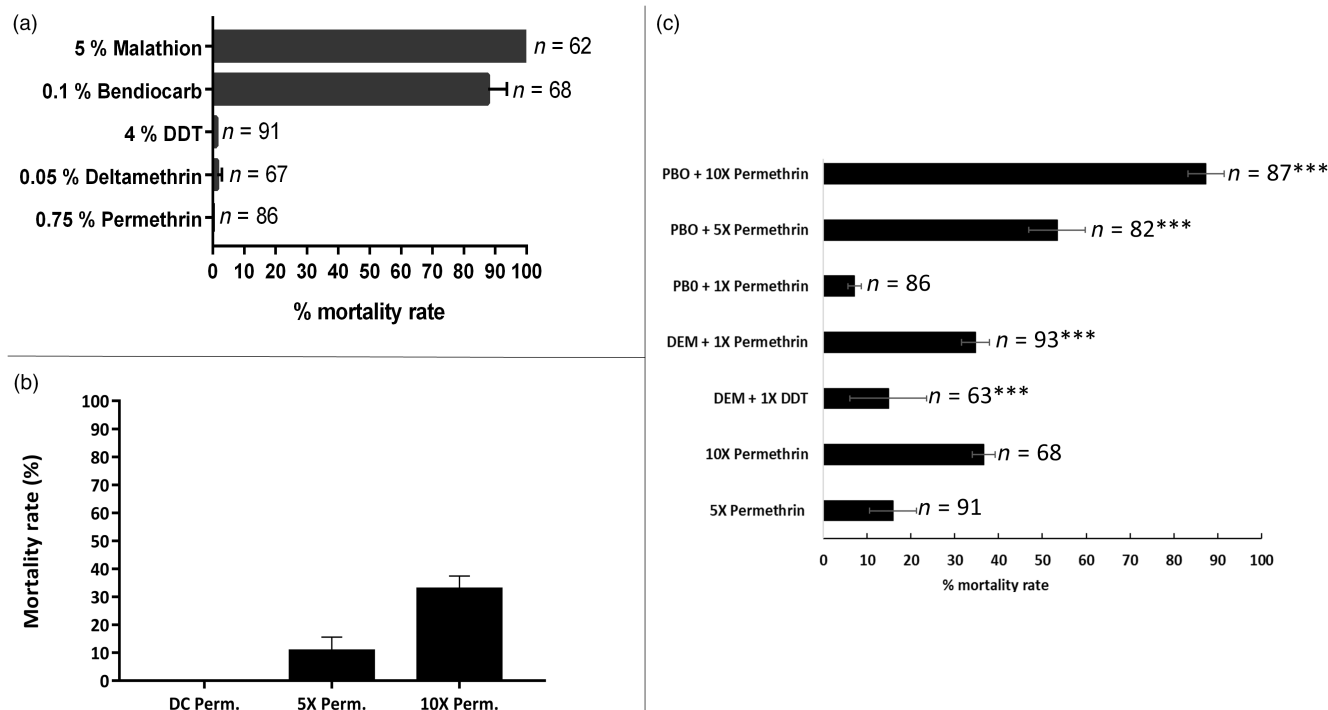 (a)
5 % Malathion
n = 62
0.1 % Bendiocarb
n = 68
4 % DDT
n = 91
0.05 % Deltamethrin
n = 67
0.75 % Permethrin
n = 86
0 10 20 30 40 50 60 70 80 90 100
% mortality rate
(b)
Mortality rate (%)
100
90
80
70
60
50
40
30
20
10
0
DC Perm. 5X Perm. 10X Perm.
(c)
PBO + 10X Permethrin
n = 87***
PBO + 5X Permethrin
n = 82***
PB0 + 1X Permethrin
n = 86
DEM + 1X Permethrin
n = 93***
DEM + 1X DDT
n = 63***
10X Permethrin
n = 68
5X Permethrin
n = 91
0 10 20 30 40 50 60 70 80 90 100
% mortality rate